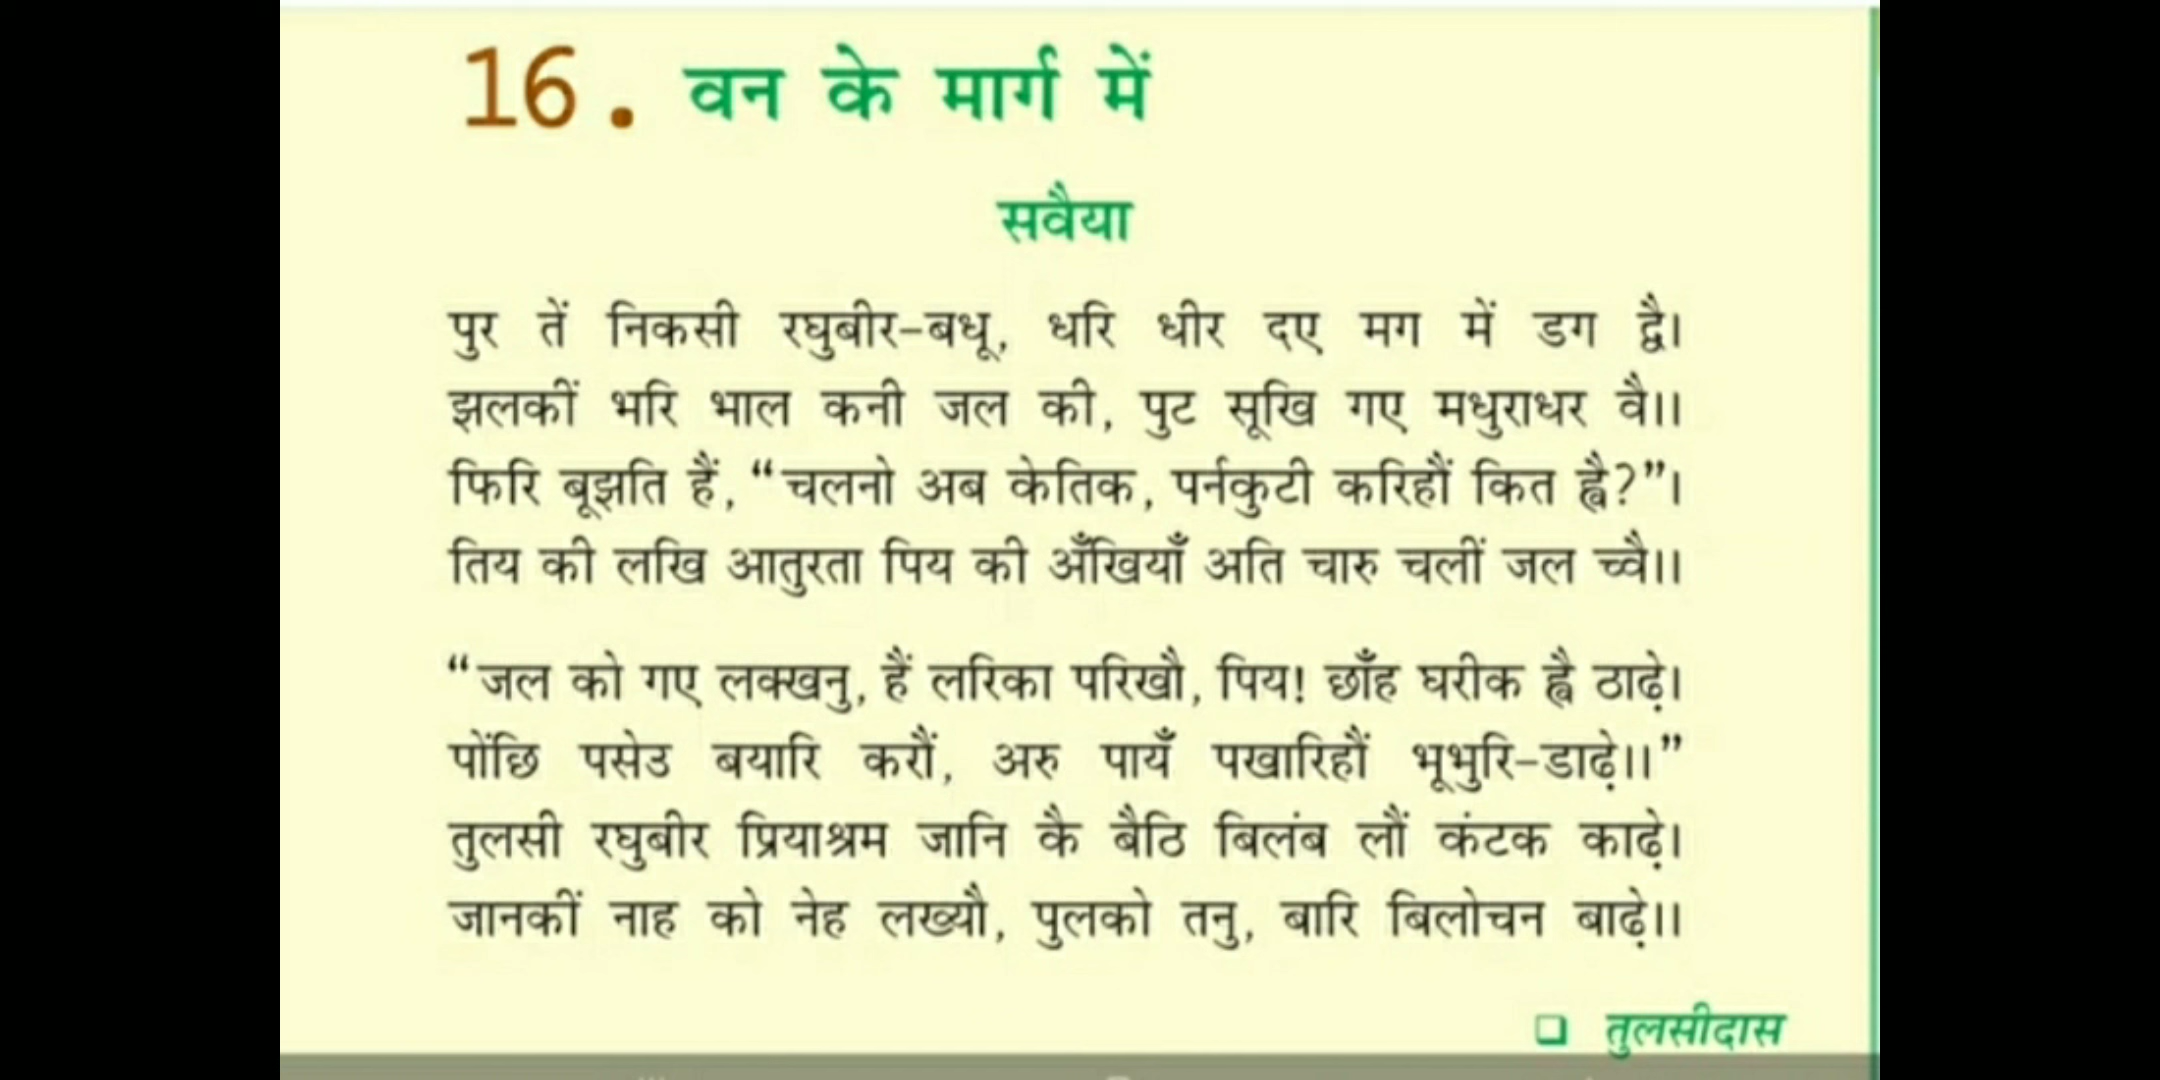 16. वन के मार्ग में
सवैया
पुर तें निकसी रघुबीर-बधू, धरि धीर दए मग में डग द्वै।
झलकीं भरि भाल कनी जल की, पुट सूखि गए मधुराधर वै।।
फिरि बूझति हैं, “चलनो अब केतिक, पर्नकुटी करिहौं कित ह्वै?”।
तिय की लखि आतुरता पिय की अँखियाँ अति चारु चलीं जल च्वै।।
“जल को गए लक्खनु, हैं लरिका परिखौ, पिय! छाँह घरीक ह्वै ठाढ़े।
पोंछि पसेउ बयारि करौं, अरु पायँ पखारिहौं भूभुरि-डाढ़े।।”
तुलसी रघुबीर प्रियाश्रम जानि कै बैठि बिलंब लौं कंटक काढ़े।
जानकीं नाह को नेह लख्यौ, पुलको तनु, बारि बिलोचन बाढ़े।।
❑ तुलसीदास